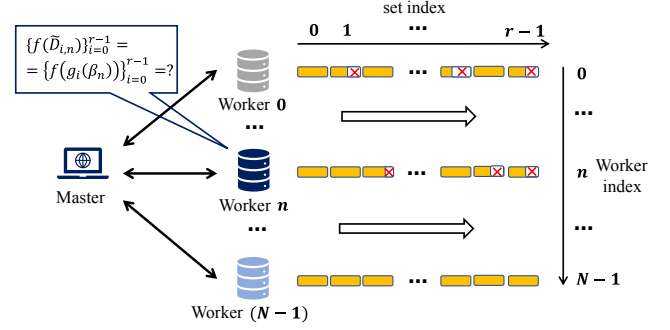 set index
0 1 ... r − 1
{f(D̃_{i,n})}_{i=0}^{r−1} =
= {f(g_i(β_n))}_{i=0}^{r−1} =?
0
Worker 0
...
...
...
Master
n Worker index
Worker n
...
...
...
N − 1
Worker (N − 1)